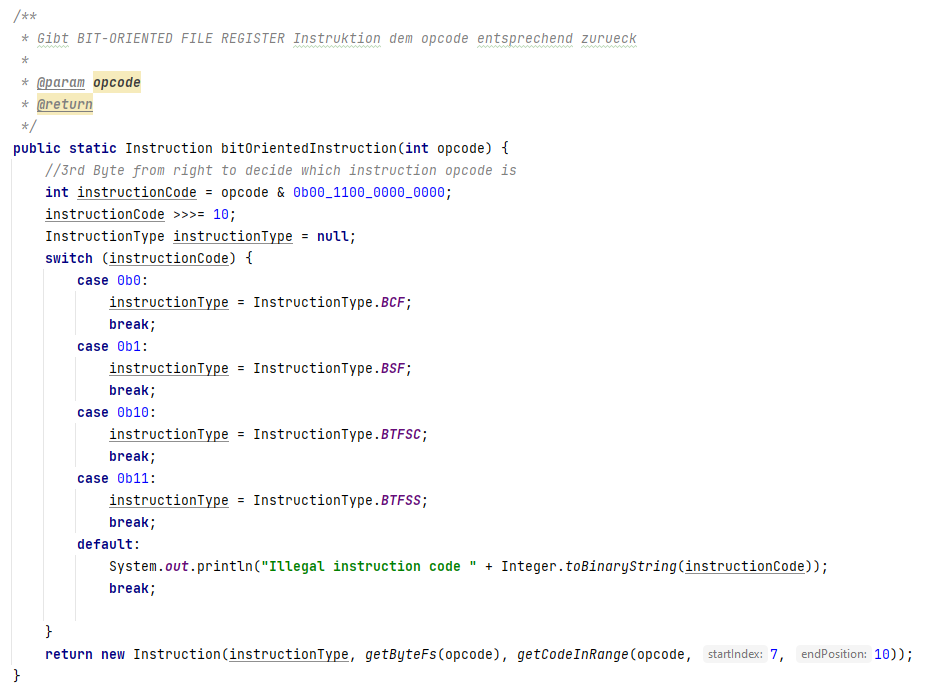 /**
 * Gibt BIT-ORIENTED FILE REGISTER Instruktion dem opcode entsprechend zurueck
 *
 * @param opcode
 * @return
 */
public static Instruction bitOrientedInstruction(int opcode) {
    //3rd Byte from right to decide which instruction opcode is
    int instructionCode = opcode & 0b00_1100_0000_0000;
    instructionCode >>>= 10;
    InstructionType instructionType = null;
    switch (instructionCode) {
        case 0b0:
            instructionType = InstructionType.BCF;
            break;
        case 0b1:
            instructionType = InstructionType.BSF;
            break;
        case 0b10:
            instructionType = InstructionType.BTFSC;
            break;
        case 0b11:
            instructionType = InstructionType.BTFSS;
            break;
        default:
            System.out.println("Illegal instruction code " + Integer.toBinaryString(instructionCode));
            break;
    }
    return new Instruction(instructionType, getByteFs(opcode), getCodeInRange(opcode, startIndex: 7, endPosition: 10));
}